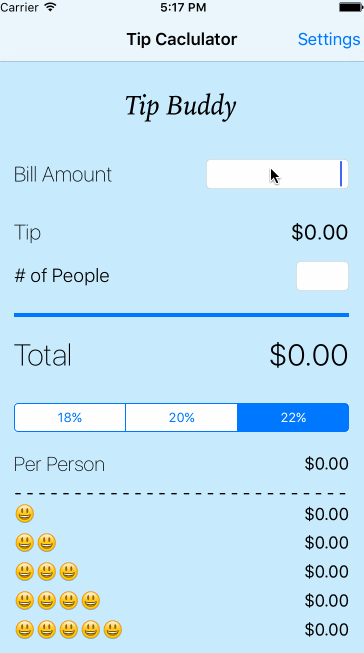 Carrier 5:17 PM
Tip Caclulator Settings
Tip Buddy
Bill Amount
Tip $0.00
# of People
Total $0.00
18% 20% 22%
Per Person $0.00
$0.00
$0.00
$0.00
$0.00
$0.00